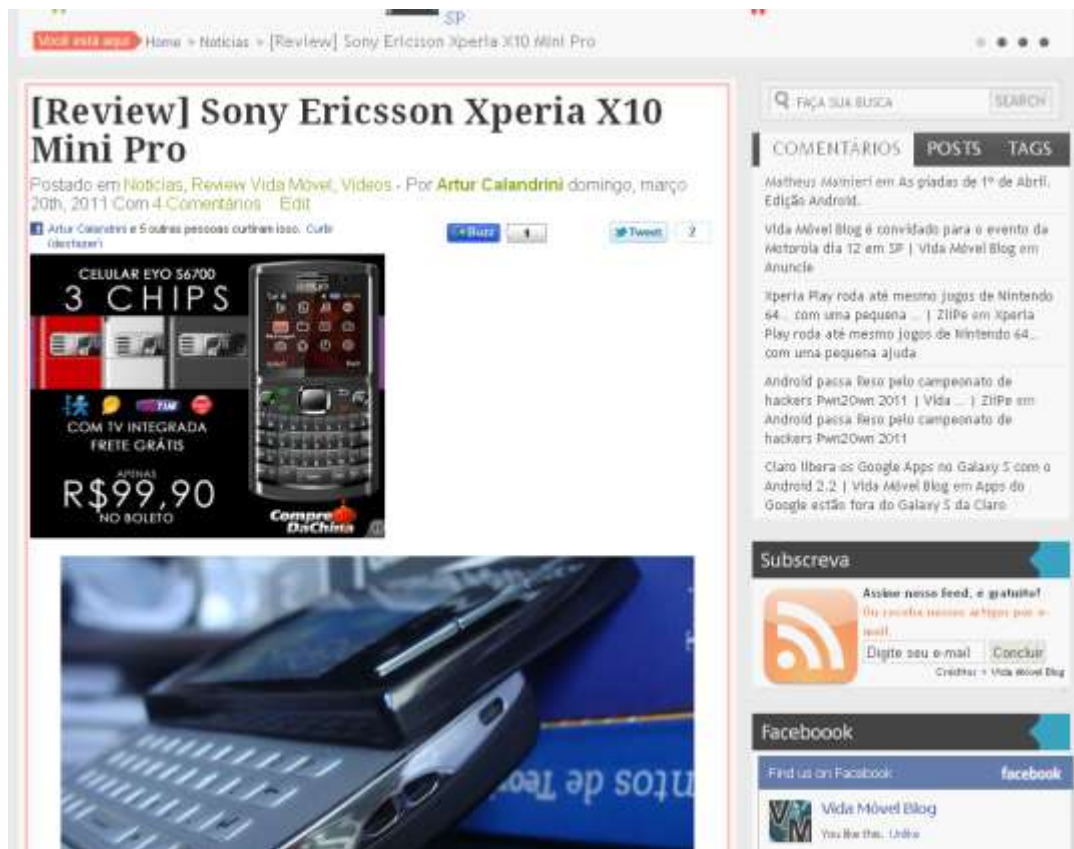 SP
Você está aqui Home » Notícias » [Review] Sony Ericsson Xperia X10 Mini Pro
[Review] Sony Ericsson Xperia X10
Mini Pro
Postado em Notícias, Review Vida Móvel, Vídeos - Por Artur Calandrini domingo, março
20th, 2011 Com 4 Comentários Edit
Artur Calandrini e 5 outras pessoas curtiram isso. Curtir
(desfazer)
Buzz 1
Tweet 2
CELULAR EYO S6700
3 CHIPS
TIM
COM TV INTEGRADA
FRETE GRÁTIS
APENAS
R$99,90
NO BOLETO
Compre
DaChina
ntos de Teo
FAÇA SUA BUSCA SEARCH
COMENTÁRIOS POSTS TAGS
Matheus Mainieri em As piadas de 1º de Abril.
Edição Android.
Vida Móvel Blog é convidado para o evento da
Motorola dia 12 em SP | Vida Móvel Blog em
Anuncie
Xperia Play roda até mesmo jogos de Nintendo
64... com uma pequena ... | ZiiPe em Xperia
Play roda até mesmo jogos de Nintendo 64...
com uma pequena ajuda
Android passa ileso pelo campeonato de
hackers Pwn2Own 2011 | Vida ... | ZiiPe em
Android passa ileso pelo campeonato de
hackers Pwn2Own 2011
Claro libera os Google Apps no Galaxy S com o
Android 2.2 | Vida Móvel Blog em Apps do
Google estão fora do Galaxy S da Claro
Subscreva
Assine nosso feed, é gratuito!
Ou receba nossos artigos por e-
mail.
Digite seu e-mail Concluir
Créditos + Vida Móvel Blog
Faceboook
Find us on Facebook facebook
Vida Móvel Blog
You like this. Unlike